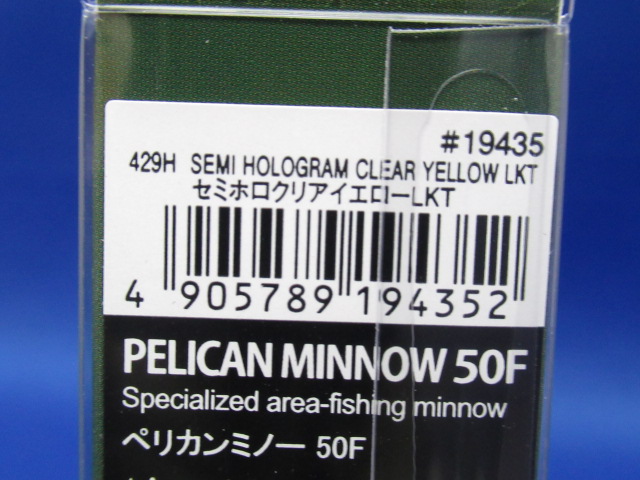 #19435
429H SEMI HOLOGRAM CLEAR YELLOW LKT
セミホロクリアイエローLKT
4 905789 194352
PELICAN MINNOW 50F
Specialized area-fishing minnow
ペリカンミノー 50F